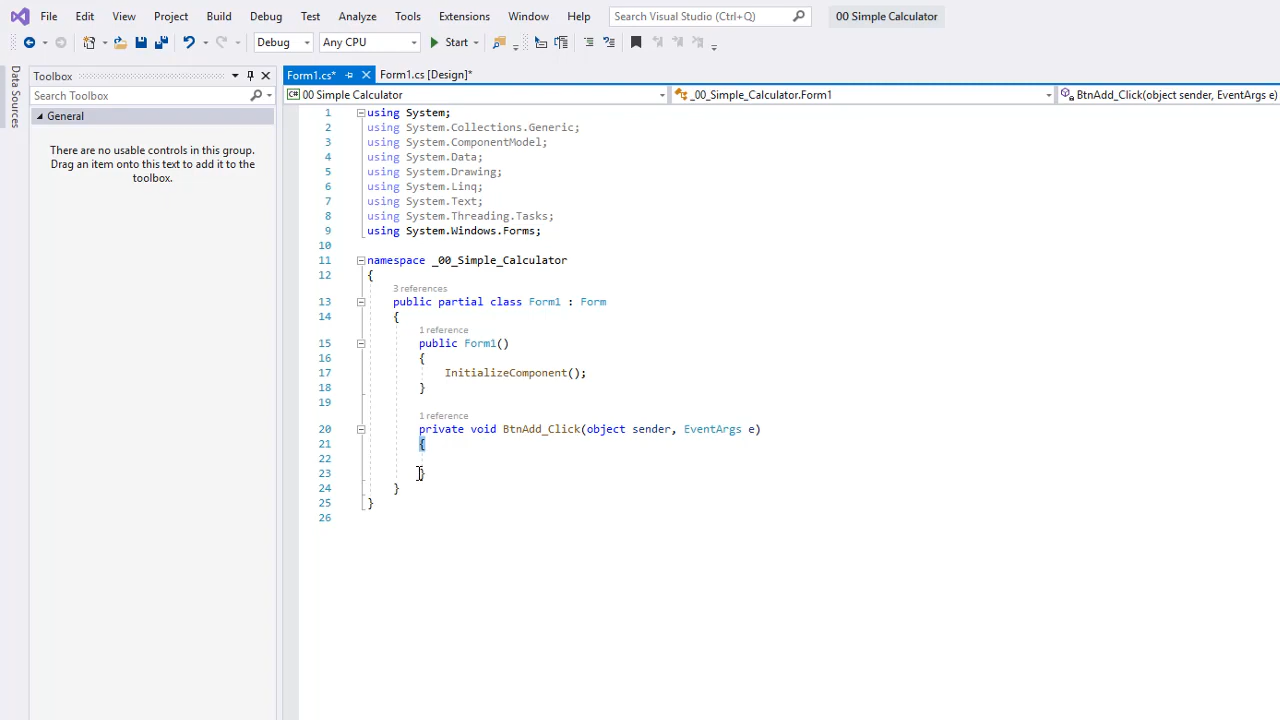 File Edit View Project Build Debug Test Analyze Tools Extensions Window Help Search Visual Studio (Ctrl+Q) 00 Simple Calculator
Debug Any CPU Start
Data Sources
Toolbox
Form1.cs* Form1.cs [Design]*
Search Toolbox
00 Simple Calculator _00_Simple_Calculator.Form1 BtnAdd_Click(object sender, EventArgs e)
General
There are no usable controls in this group.
Drag an item onto this text to add it to the
toolbox.
1 using System;
2 using System.Collections.Generic;
3 using System.ComponentModel;
4 using System.Data;
5 using System.Drawing;
6 using System.Linq;
7 using System.Text;
8 using System.Threading.Tasks;
9 using System.Windows.Forms;
10
11 namespace _00_Simple_Calculator
12 {
3 references
13 public partial class Form1 : Form
14 {
1 reference
15 public Form1()
16 {
17 InitializeComponent();
18 }
19
1 reference
20 private void BtnAdd_Click(object sender, EventArgs e)
21 {
22
23 }
24 }
25 }
26